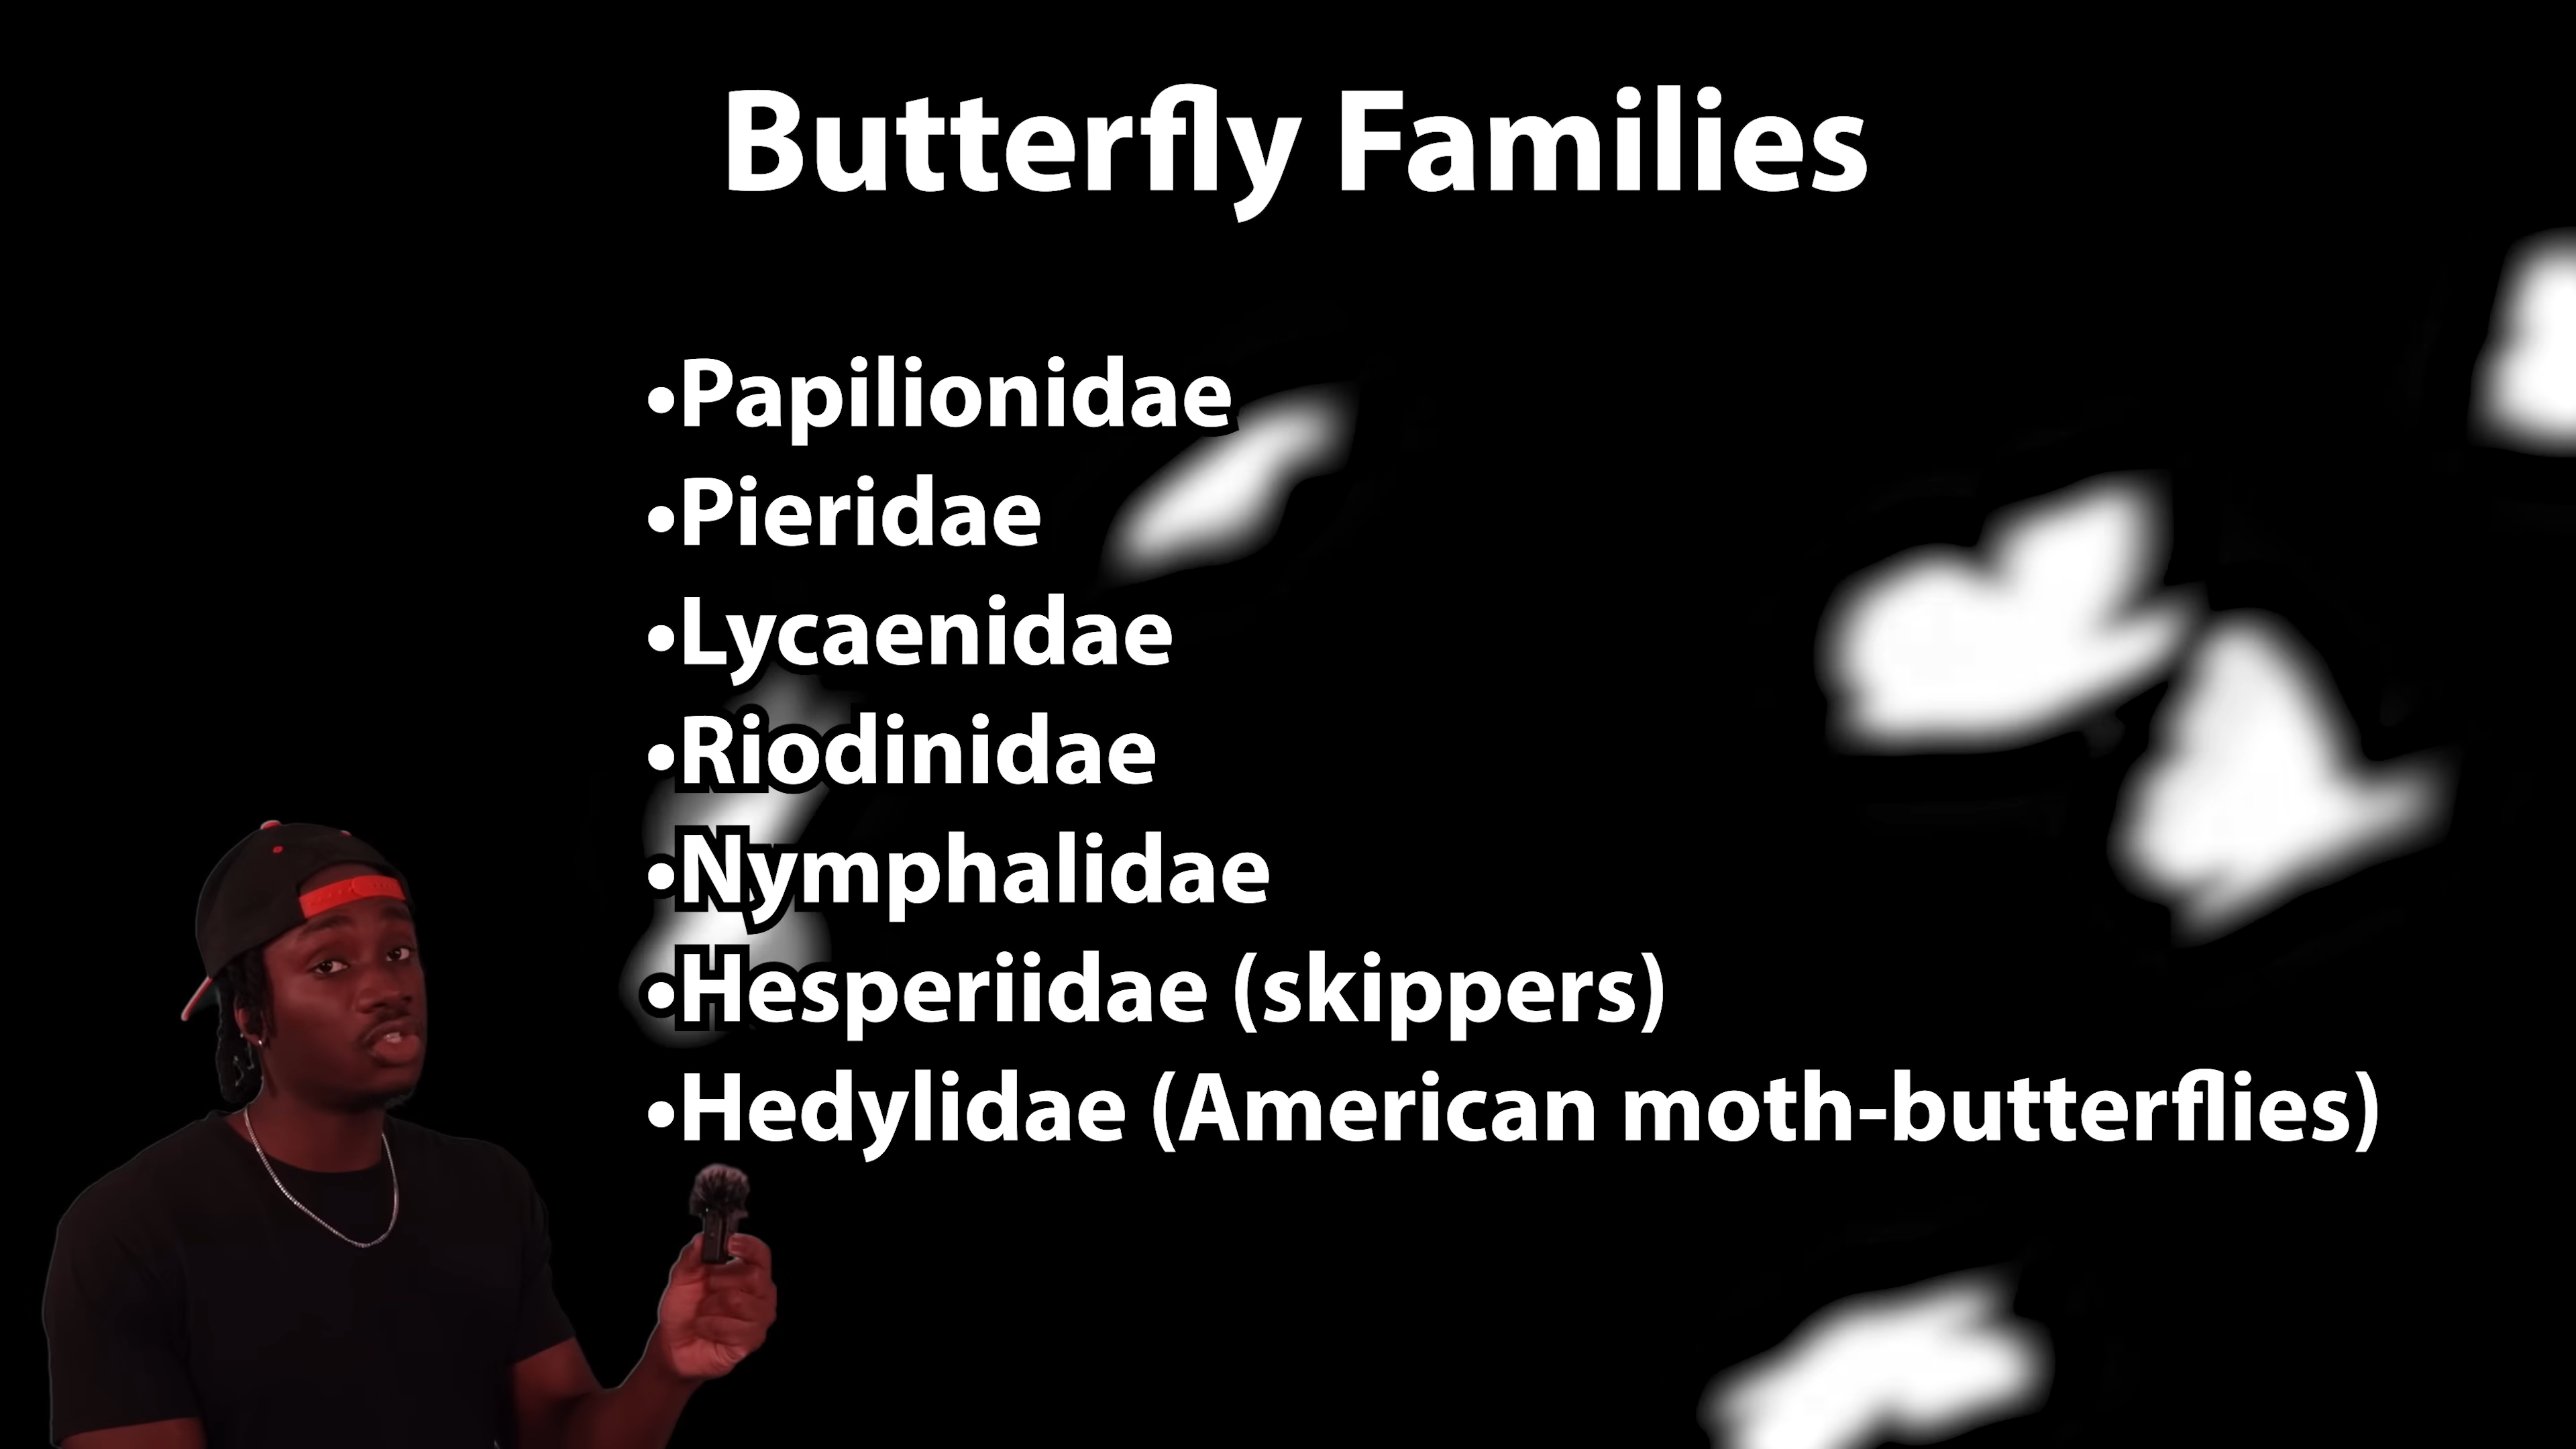 Butterfly Families
•Papilionidae
•Pieridae
•Lycaenidae
•Riodinidae
•Nymphalidae
•Hesperiidae (skippers)
•Hedylidae (American moth-butterflies)